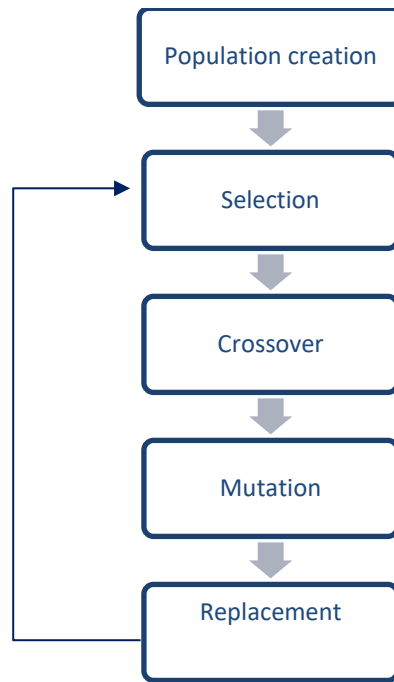 Population creation
Selection
Crossover
Mutation
Replacement